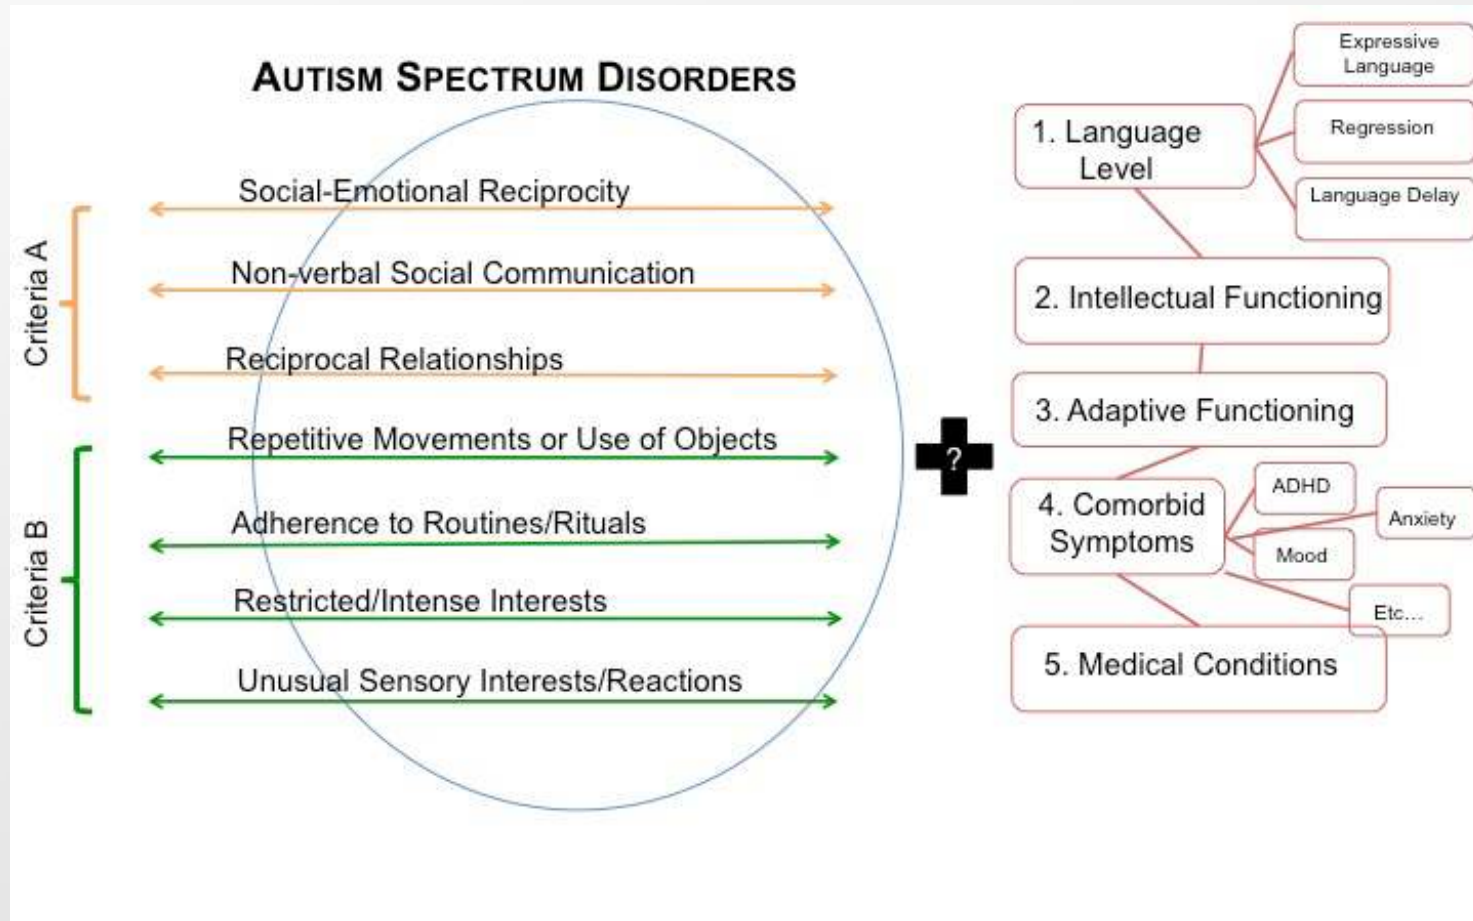 AUTISM SPECTRUM DISORDERS
Criteria A
Social-Emotional Reciprocity
Non-verbal Social Communication
Reciprocal Relationships
Criteria B
Repetitive Movements or Use of Objects
Adherence to Routines/Rituals
Restricted/Intense Interests
Unusual Sensory Interests/Reactions
?
1. Language
Level
Expressive
Language
Regression
Language Delay
2. Intellectual Functioning
3. Adaptive Functioning
4. Comorbid
Symptoms
ADHD
Anxiety
Mood
Etc...
5. Medical Conditions